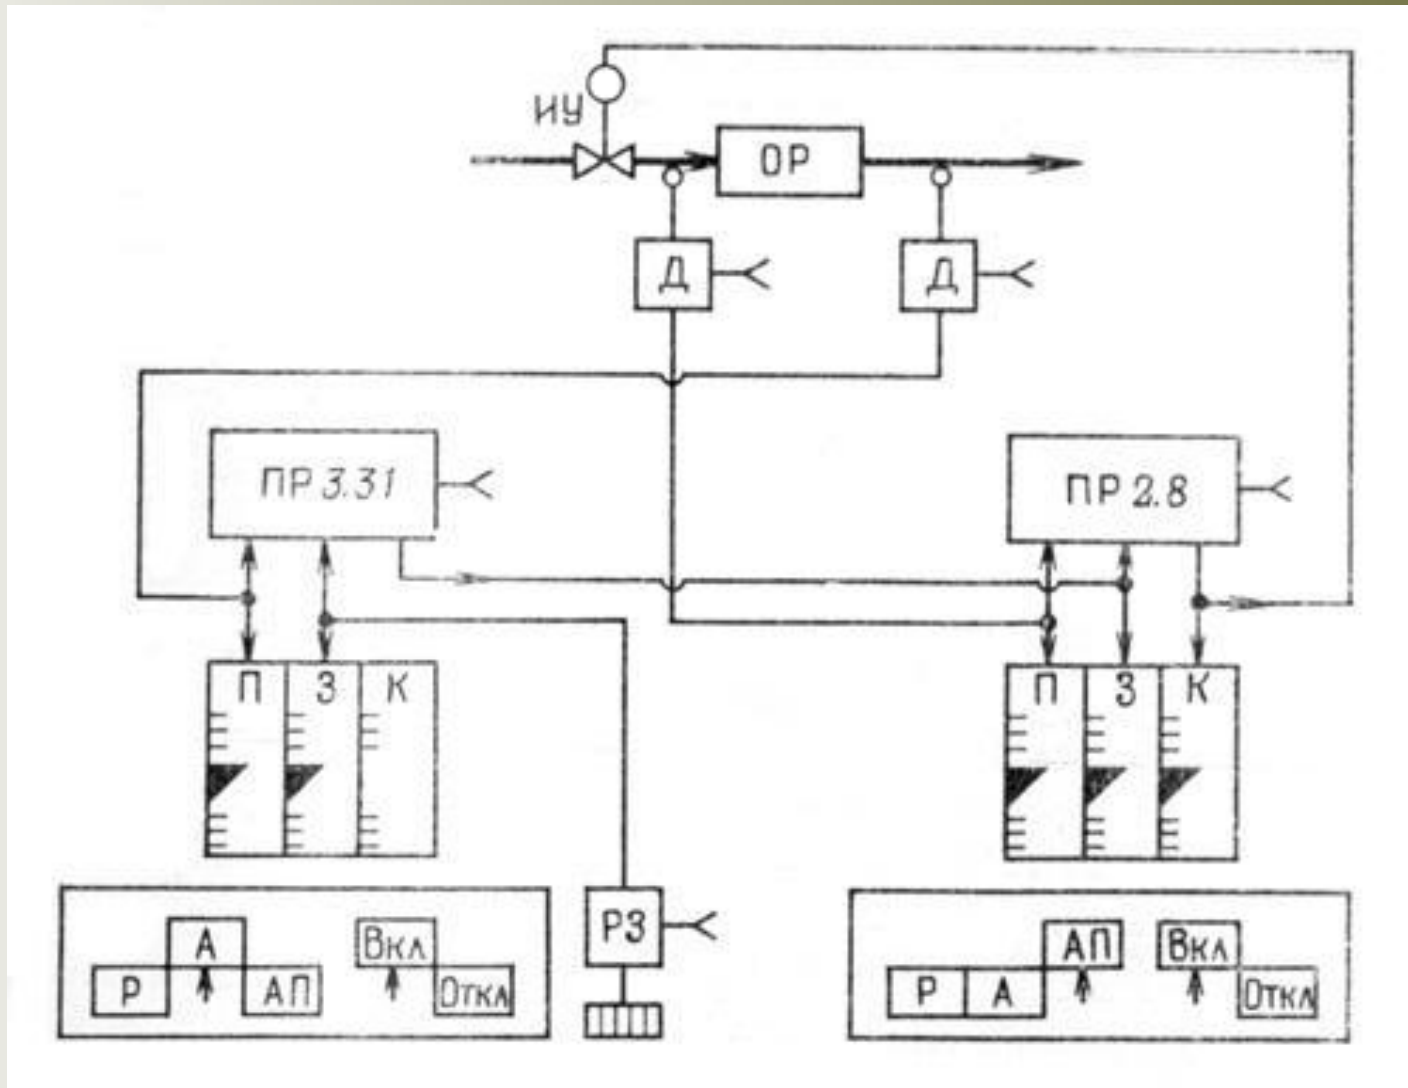 ИУ
ОР
Д Д
ПР 3.31 ПР 2.8
П З К П З К
А Вкл РЗ АП Вкл
Р АП Откл Р А Откл